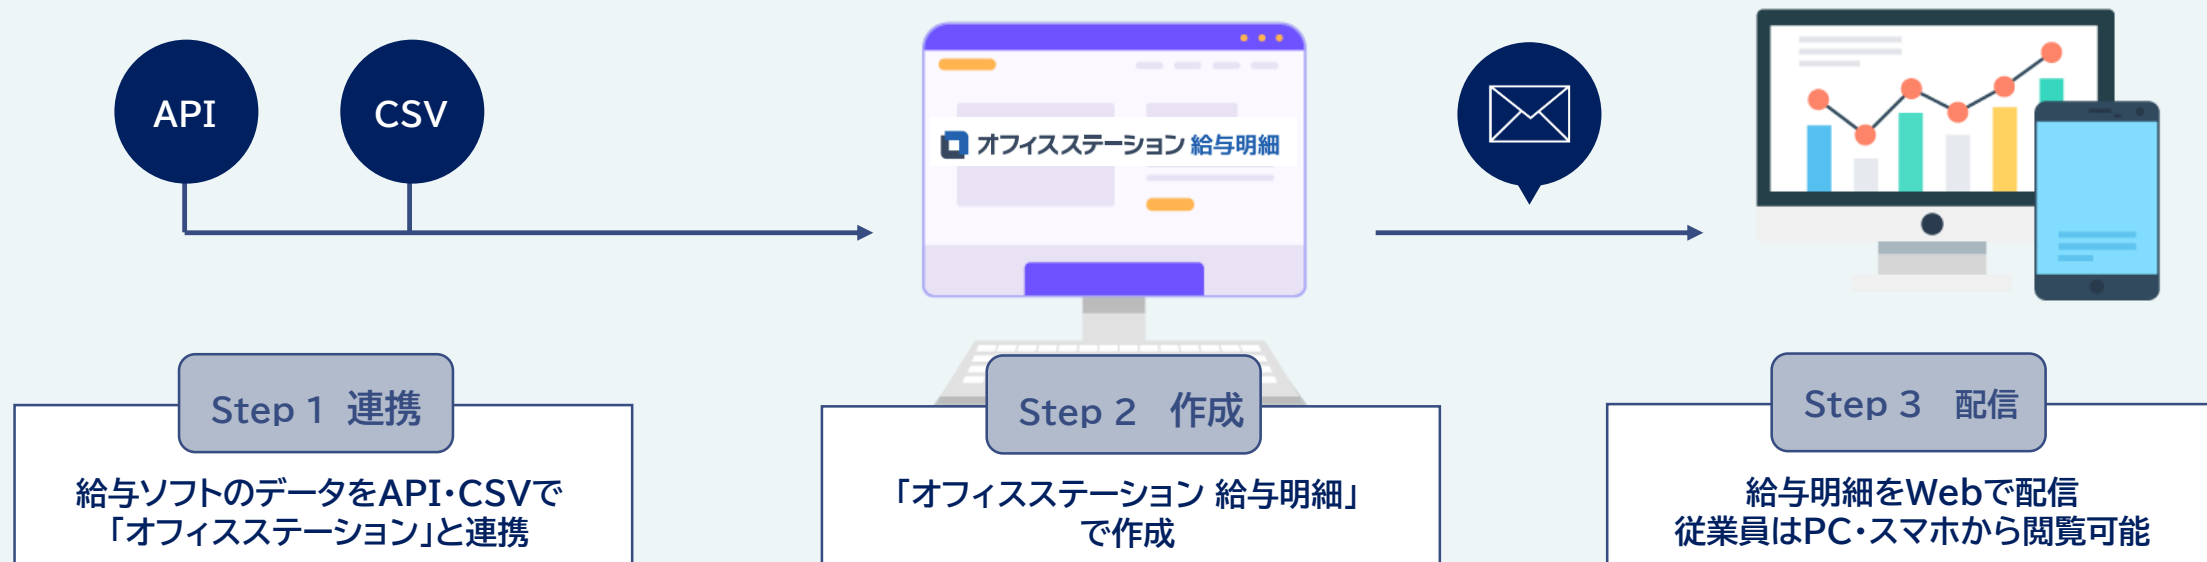 API
CSV
オフィスステーション 給与明細
Step 1 連携
給与ソフトのデータをAPI・CSVで
「オフィスステーション」と連携
Step 2 作成
「オフィスステーション 給与明細」
で作成
Step 3 配信
給与明細をWebで配信
従業員はPC・スマホから閲覧可能